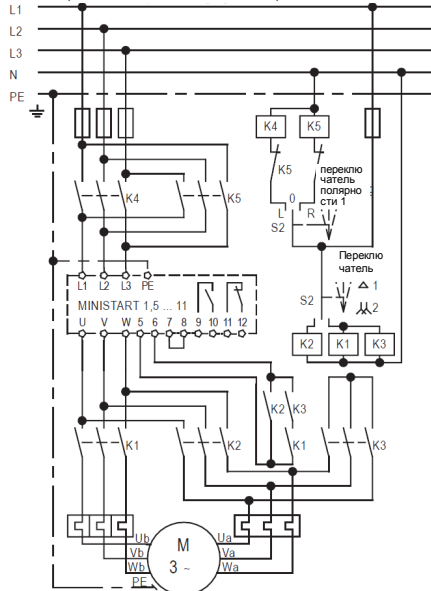 L1
L2
L3
N
PE
K4
K5
K5
переклю
чатель
полярно
сти 1
K4
K5
L
0
R
S2
Переклю
чатель
L1
L2
L3
PE
MINISTART 1,5 ... 11
1
S2
2
U
V
W
5
6
7
8
9
10
11
12
K2
K1
K3
K2
K3
K1
K2
K1
K3
Ub
Ua
M
Vb
Va
3 ~
Wb
Wa
PE